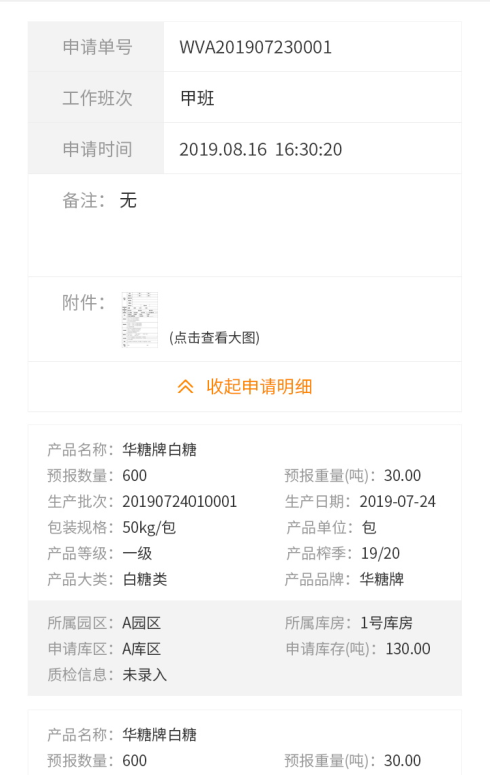 申请单号 WVA201907230001
工作班次 甲班
申请时间 2019.08.16 16:30:20
备注： 无
附件： (点击查看大图)
收起申请明细
产品名称：华糖牌白糖
预报数量：600 预报重量(吨)：30.00
生产批次：20190724010001 生产日期：2019-07-24
包装规格：50kg/包 产品单位：包
产品等级：一级 产品榨季：19/20
产品大类：白糖类 产品品牌：华糖牌
所属园区：A园区 所属库房：1号库房
申请库区：A库区 申请库存(吨)：130.00
质检信息：未录入
产品名称：华糖牌白糖
预报数量：600 预报重量(吨)：30.00